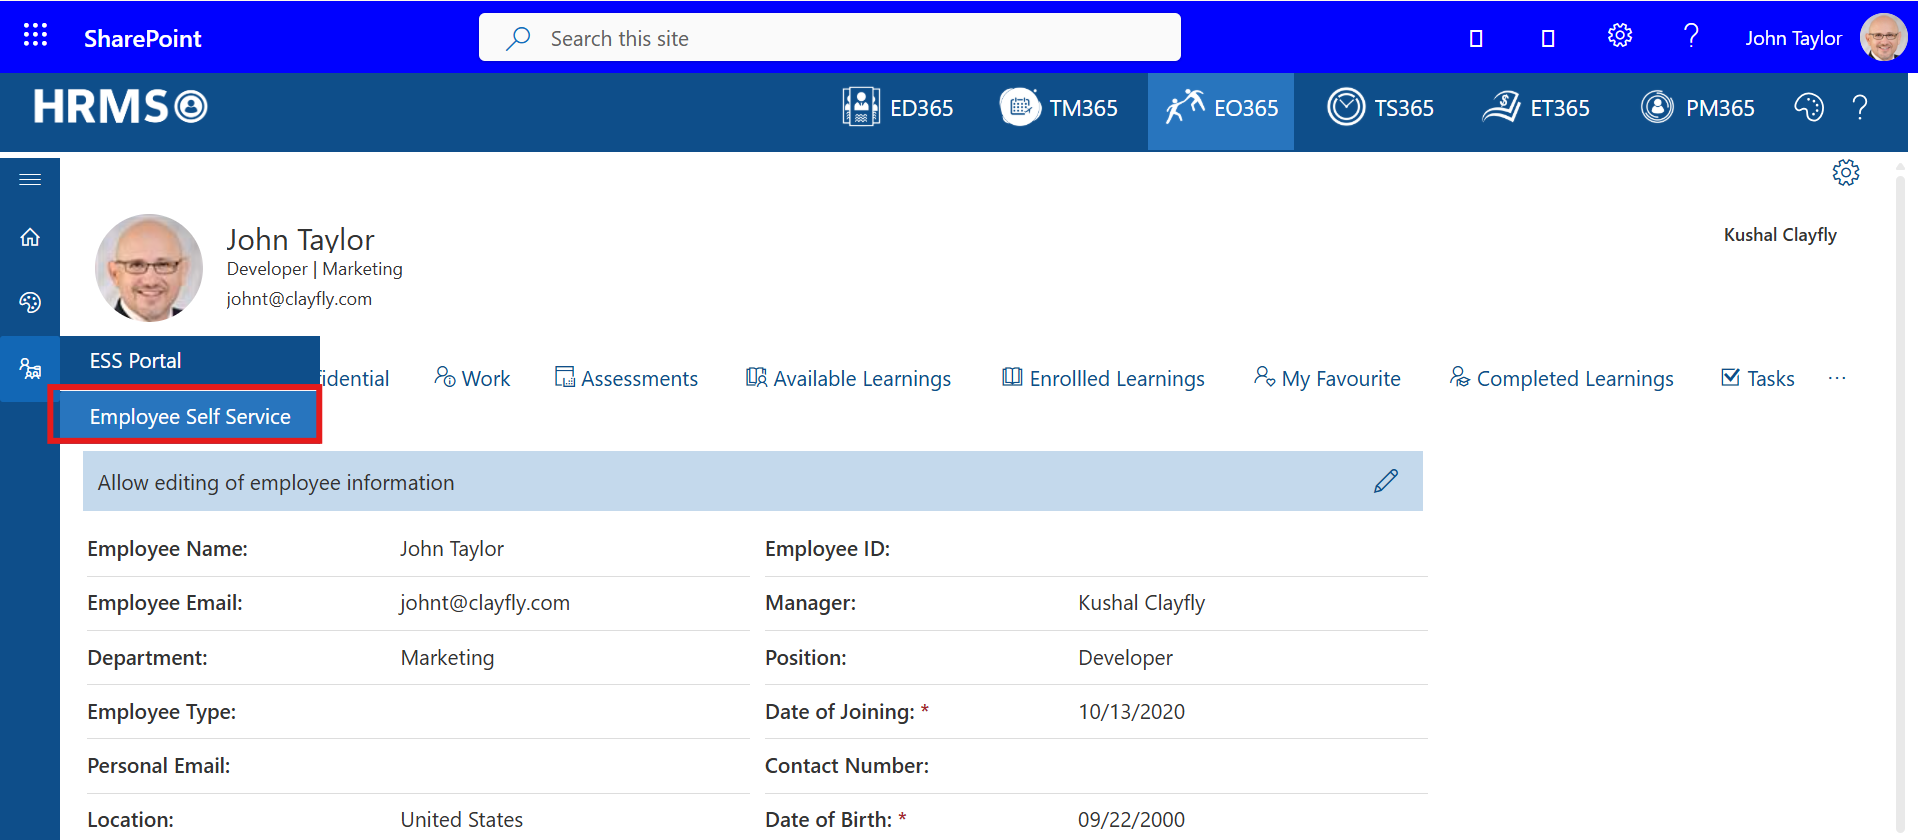 SharePoint
Search this site
John Taylor
HRMS
ED365
TM365
EO365
TS365
ET365
PM365
John Taylor
Developer | Marketing
johnt@clayfly.com
Kushal Clayfly
ESS Portal
Employee Self Service
fidential
Work
Assessments
Available Learnings
Enrollled Learnings
My Favourite
Completed Learnings
Tasks
...
Allow editing of employee information
Employee Name: John Taylor
Employee ID:
Employee Email: johnt@clayfly.com
Manager: Kushal Clayfly
Department: Marketing
Position: Developer
Employee Type:
Date of Joining: * 10/13/2020
Personal Email:
Contact Number:
Location: United States
Date of Birth: * 09/22/2000